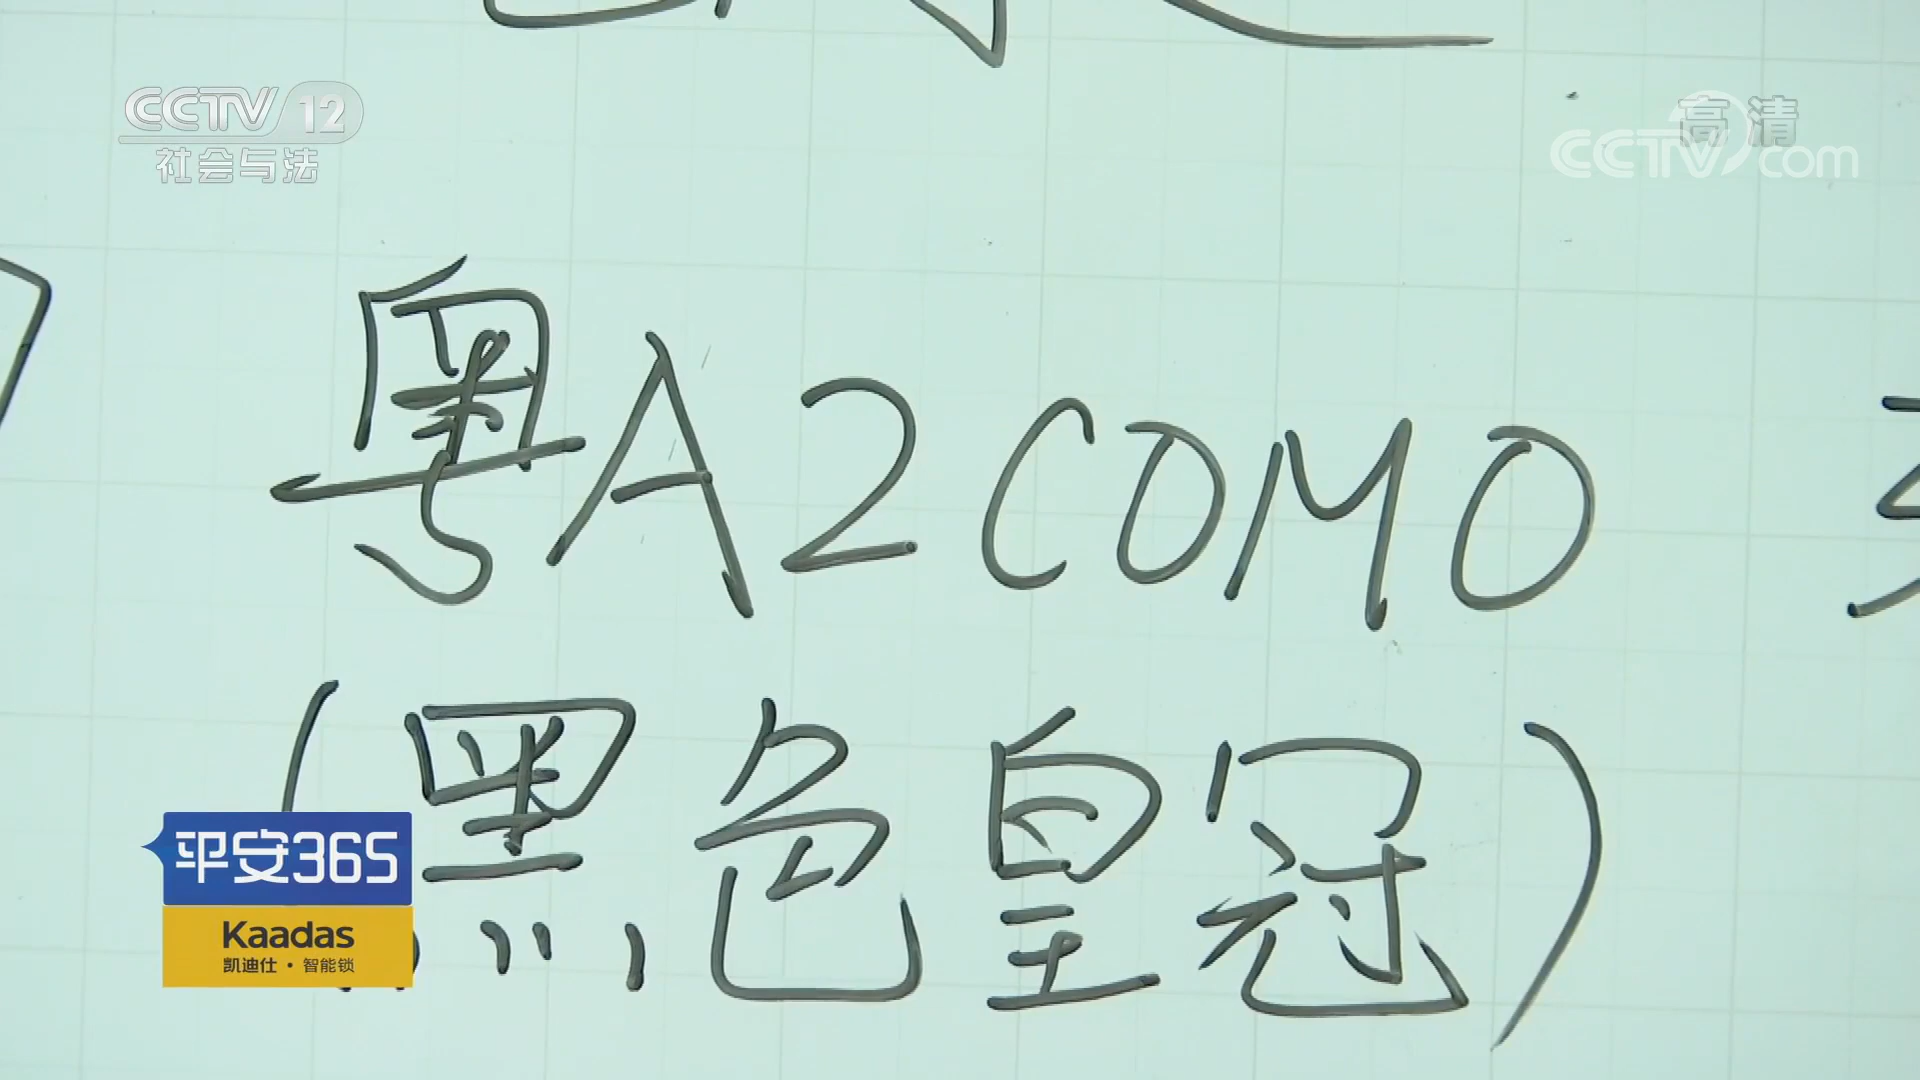 CCTV 12
社会与法
高清
CCTV.com
粤A2COMO
(黑色皇冠)
平安365
Kaadas
凯迪仕·智能锁